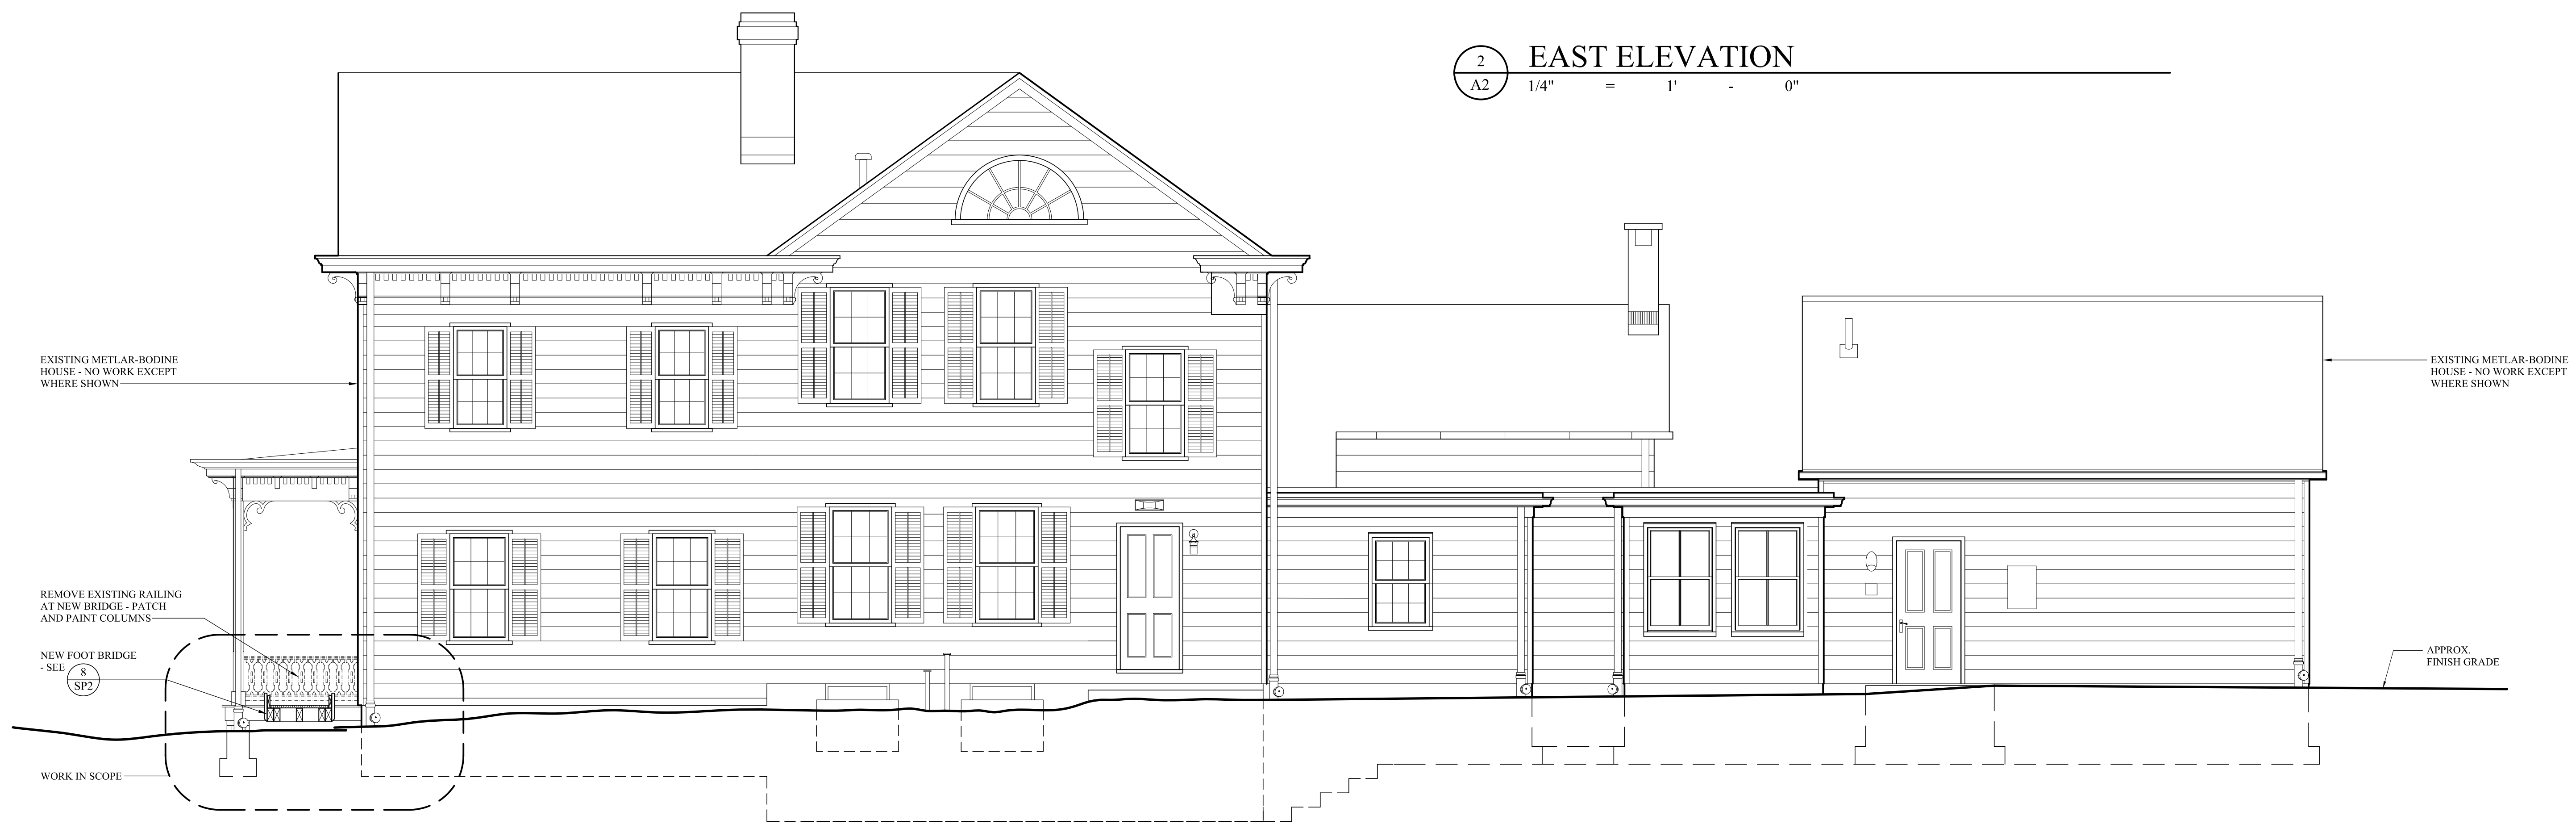 2
A2
EAST ELEVATION
1/4" = 1' - 0"
EXISTING METLAR-BODINE
HOUSE - NO WORK EXCEPT
WHERE SHOWN
EXISTING METLAR-BODINE
HOUSE - NO WORK EXCEPT
WHERE SHOWN
REMOVE EXISTING RAILING
AT NEW BRIDGE - PATCH
AND PAINT COLUMNS
NEW FOOT BRIDGE
- SEE
8
SP2
APPROX.
FINISH GRADE
WORK IN SCOPE